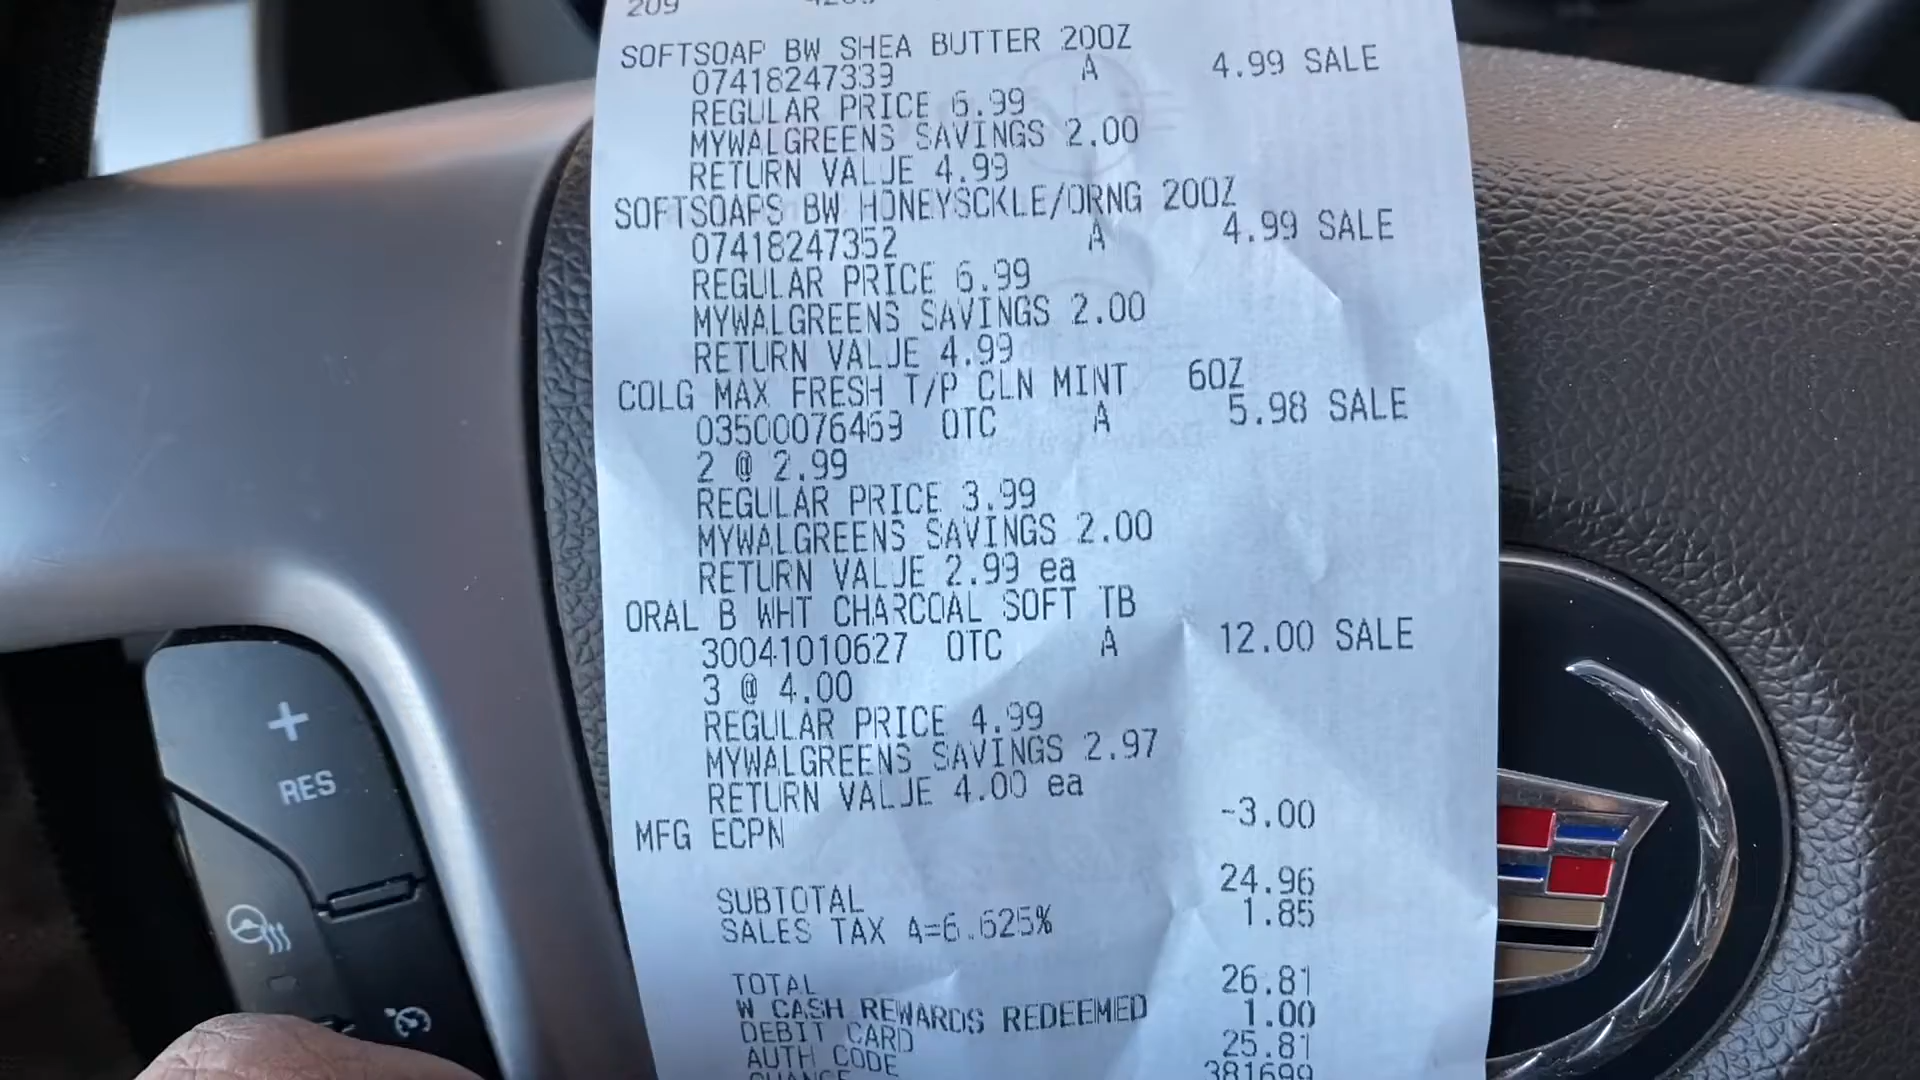 209
SOFTSOAP BW SHEA BUTTER 20OZ
07418247339 A 4.99 SALE
REGULAR PRICE 6.99
MYWALGREENS SAVINGS 2.00
RETURN VALUE 4.99
SOFTSOAPS BW HONEYSCKLE/ORNG 20OZ
07418247352 A 4.99 SALE
REGULAR PRICE 6.99
MYWALGREENS SAVINGS 2.00
RETURN VALUE 4.99
COLG MAX FRESH T/P CLN MINT 6OZ
03500076469 OTC A 5.98 SALE
2 @ 2.99
REGULAR PRICE 3.99
MYWALGREENS SAVINGS 2.00
RETURN VALUE 2.99 ea
ORAL B WHT CHARCOAL SOFT TB
30041010627 OTC A 12.00 SALE
3 @ 4.00
REGULAR PRICE 4.99
MYWALGREENS SAVINGS 2.97
RETURN VALUE 4.00 ea
MFG ECPN -3.00
SUBTOTAL 24.96
SALES TAX A=6.625% 1.85
TOTAL 26.81
W CASH REWARDS REDEEMED 1.00
DEBIT CARD 25.81
AUTH CODE 381699
CHANGE
+
RES